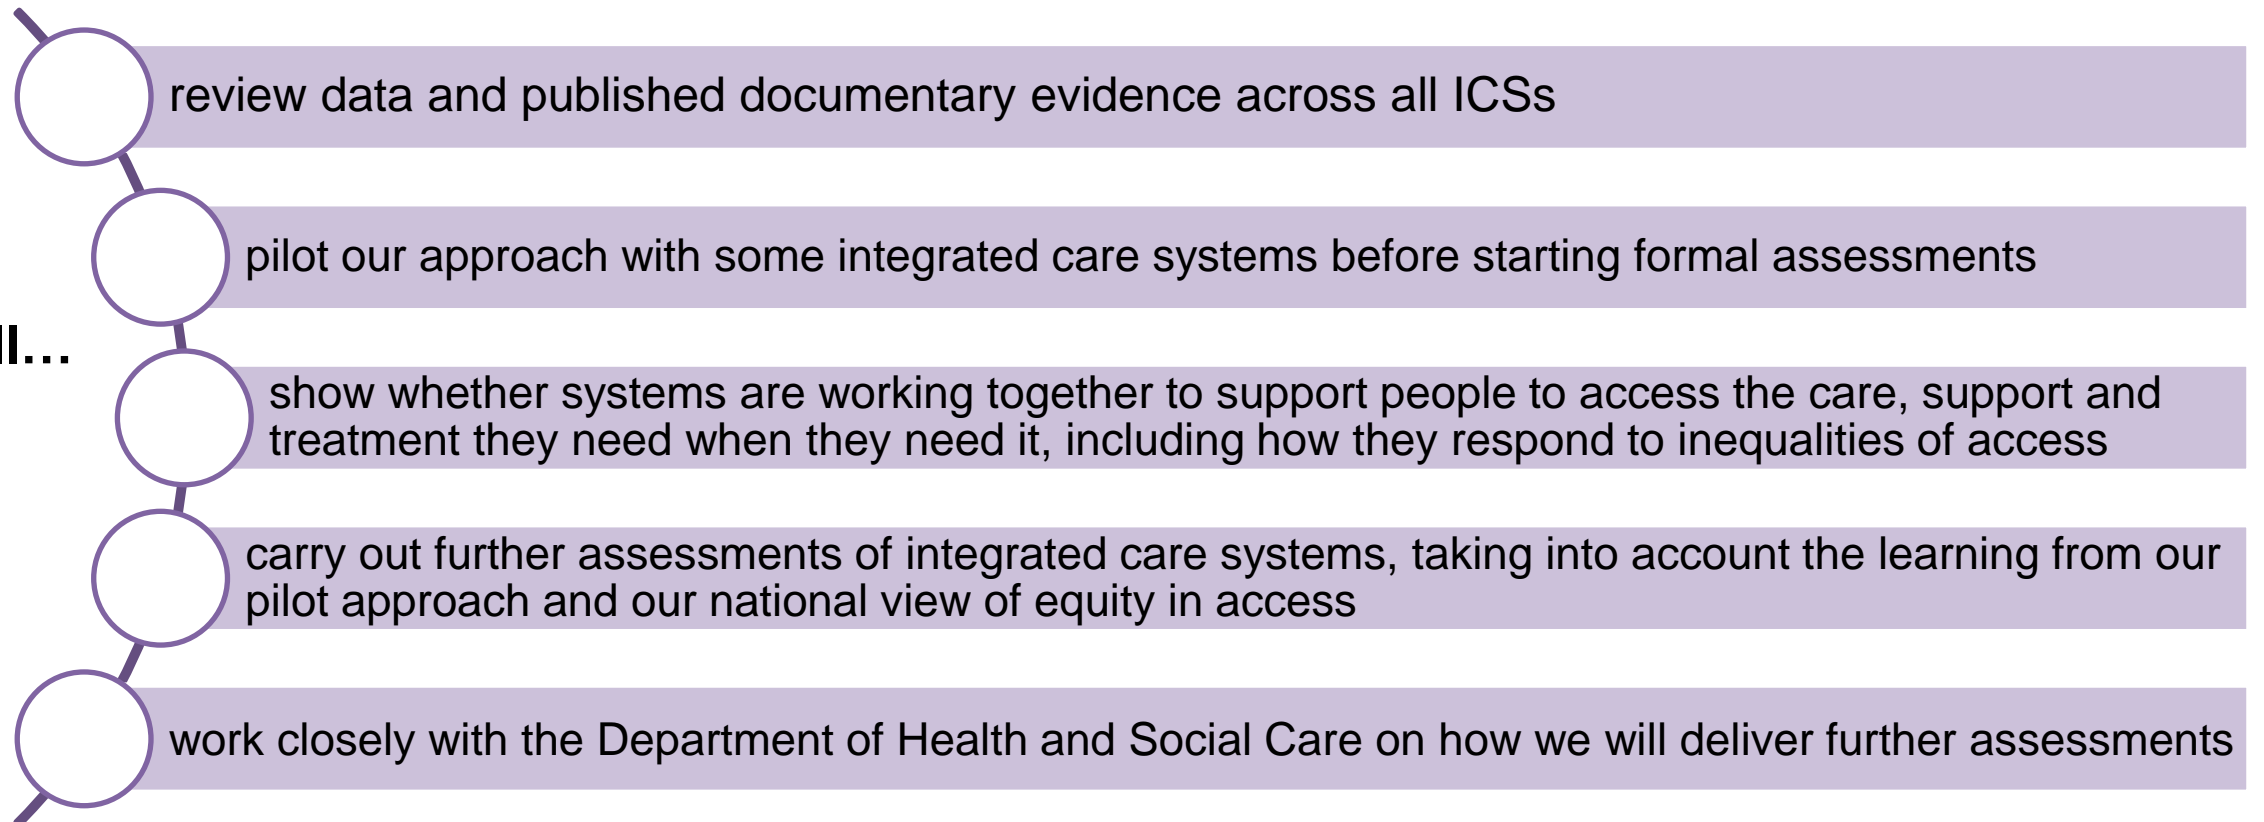 review data and published documentary evidence across all ICSs
pilot our approach with some integrated care systems before starting formal assessments
ll…
show whether systems are working together to support people to access the care, support and
treatment they need when they need it, including how they respond to inequalities of access
carry out further assessments of integrated care systems, taking into account the learning from our
pilot approach and our national view of equity in access
work closely with the Department of Health and Social Care on how we will deliver further assessments